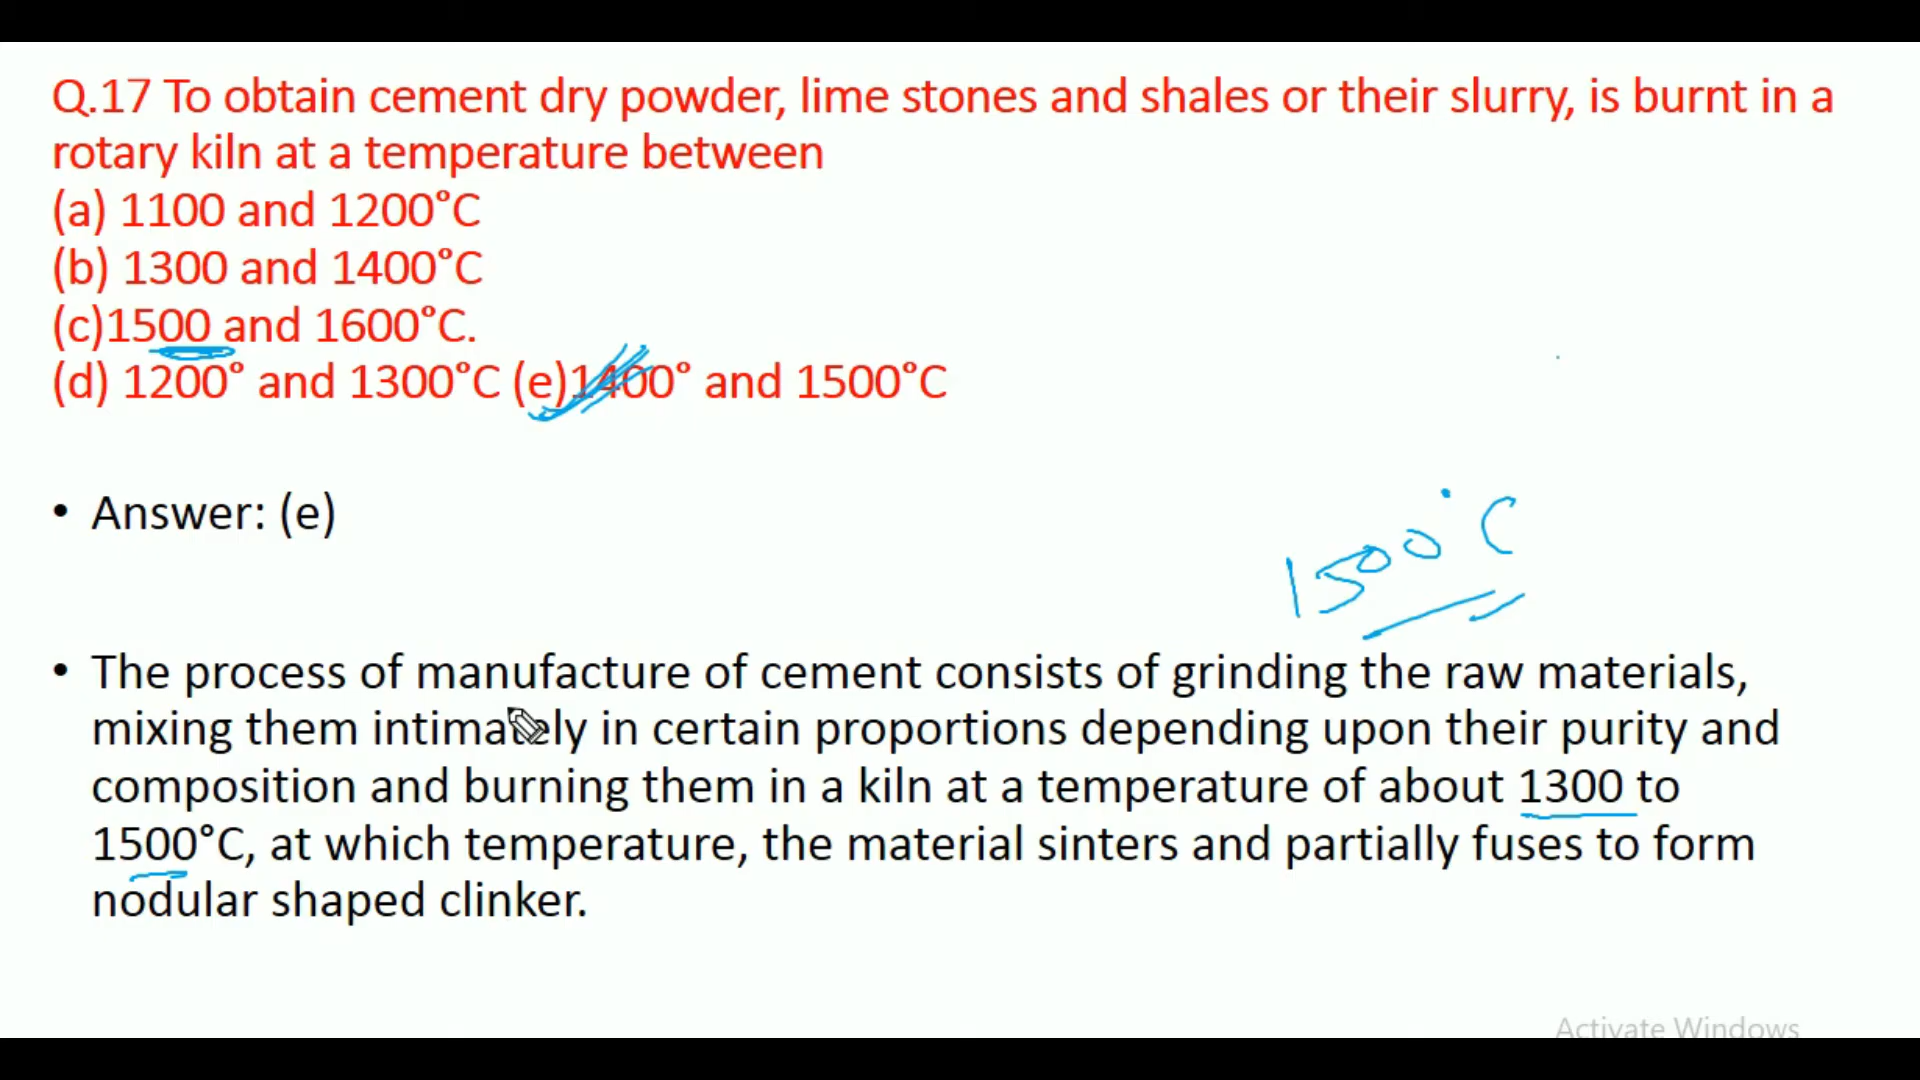 Q.17 To obtain cement dry powder, lime stones and shales or their slurry, is burnt in a
rotary kiln at a temperature between
(a) 1100 and 1200°C
(b) 1300 and 1400°C
(c)1500 and 1600°C.
(d) 1200° and 1300°C (e)1400° and 1500°C
• Answer: (e)
1500°C
• The process of manufacture of cement consists of grinding the raw materials,
mixing them intimately in certain proportions depending upon their purity and
composition and burning them in a kiln at a temperature of about 1300 to
1500°C, at which temperature, the material sinters and partially fuses to form
nodular shaped clinker.
Activate Windows